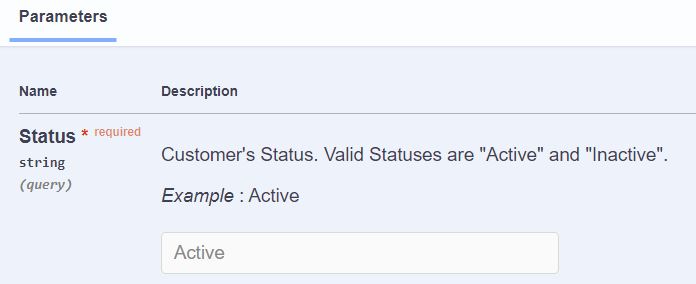 Parameters
Name Description
Status * required
string
(query)
Customer's Status. Valid Statuses are "Active" and "Inactive".
Example : Active
Active